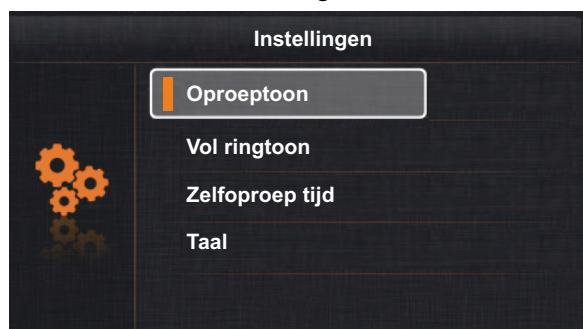 Instellingen
Oproeptoon
Vol ringtoon
Zelfoproep tijd
Taal